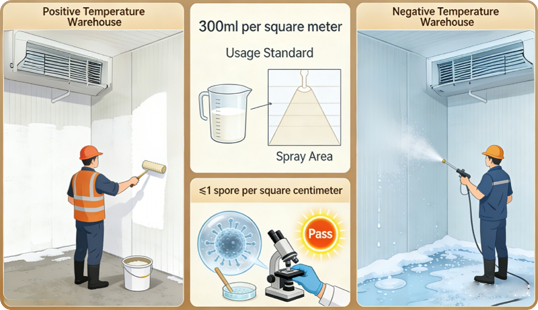 Positive Temperature
Warehouse
300ml per square meter
Usage Standard
Spray Area
≤1 spore per square centimeter
Pass
Negative Temperature
Warehouse